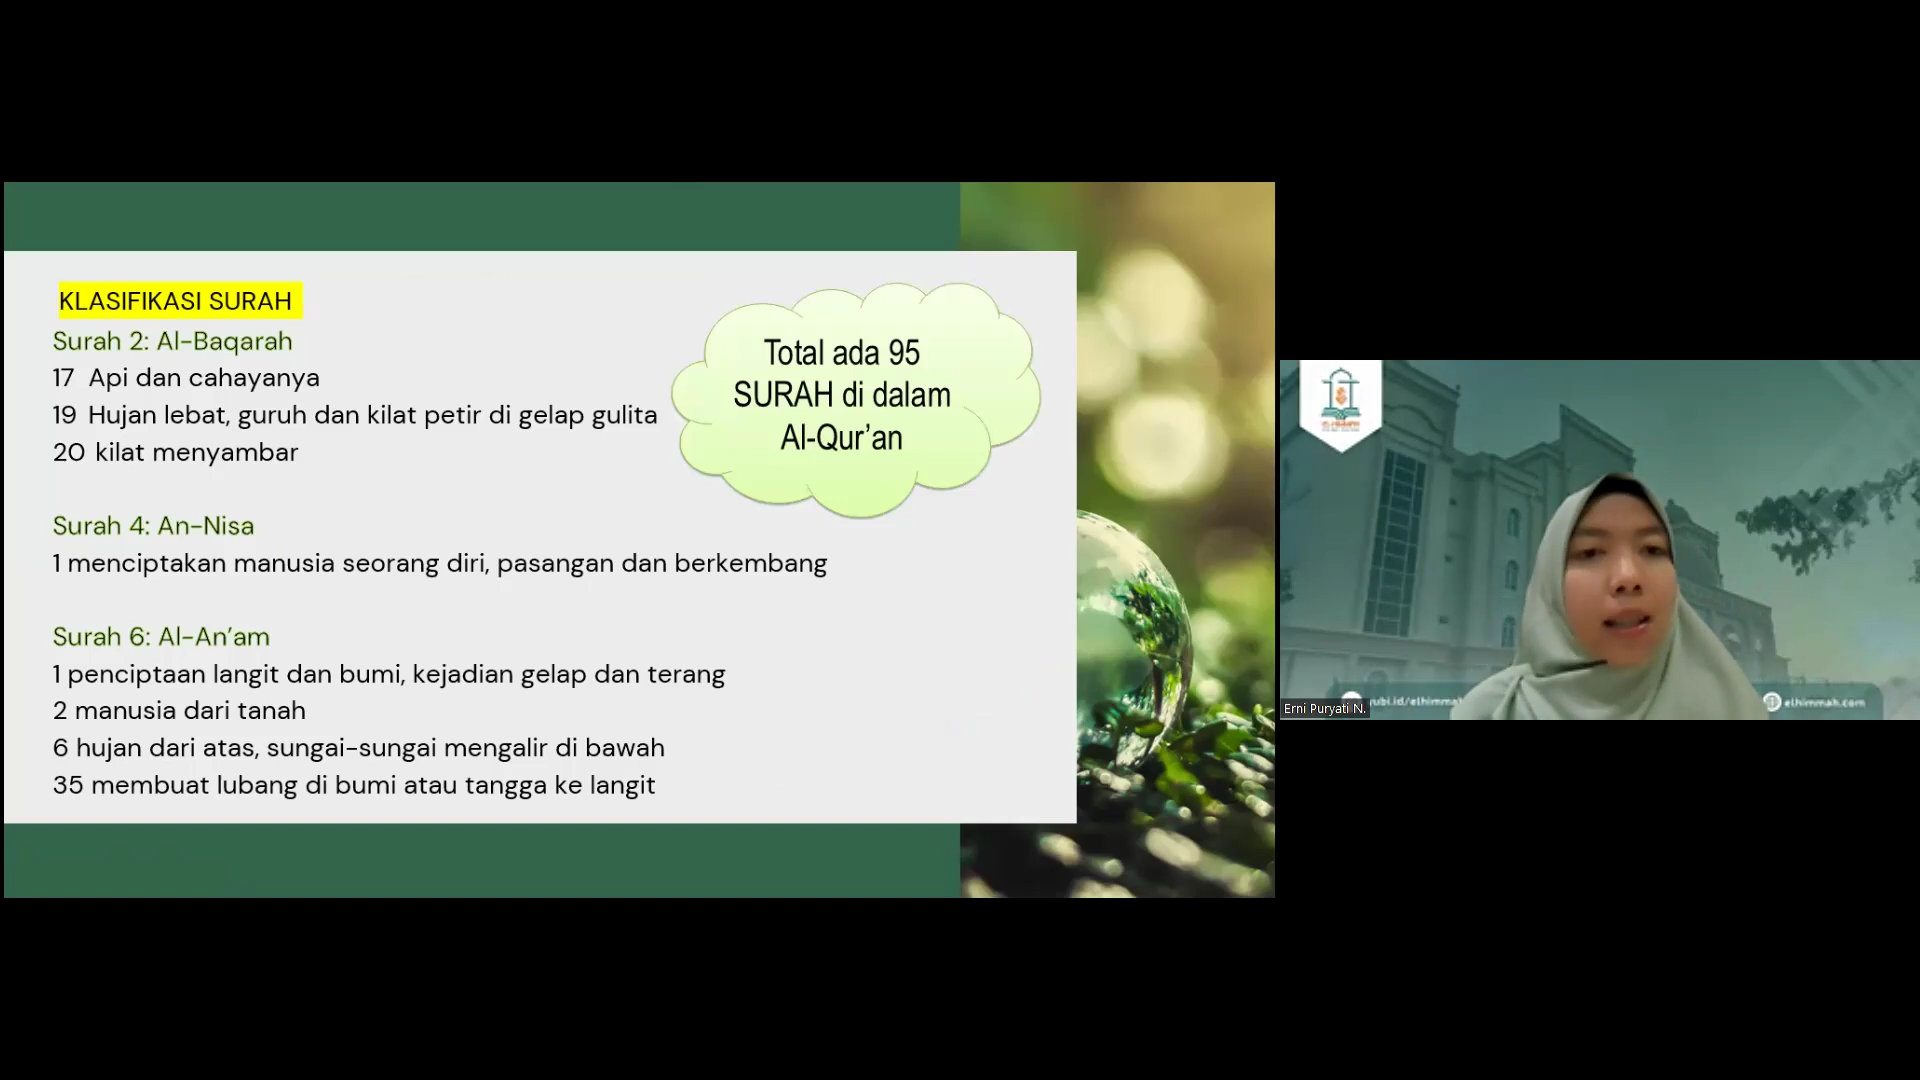 KLASIFIKASI SURAH
Surah 2: Al-Baqarah
17 Api dan cahayanya
19 Hujan lebat, guruh dan kilat petir di gelap gulita
20 kilat menyambar
Surah 4: An-Nisa
1 menciptakan manusia seorang diri, pasangan dan berkembang
Surah 6: Al-An’am
1 penciptaan langit dan bumi, kejadian gelap dan terang
2 manusia dari tanah
6 hujan dari atas, sungai-sungai mengalir di bawah
35 membuat lubang di bumi atau tangga ke langit
Total ada 95
SURAH di dalam
Al-Qur’an
Erni Puryati N.
elhimmah.com